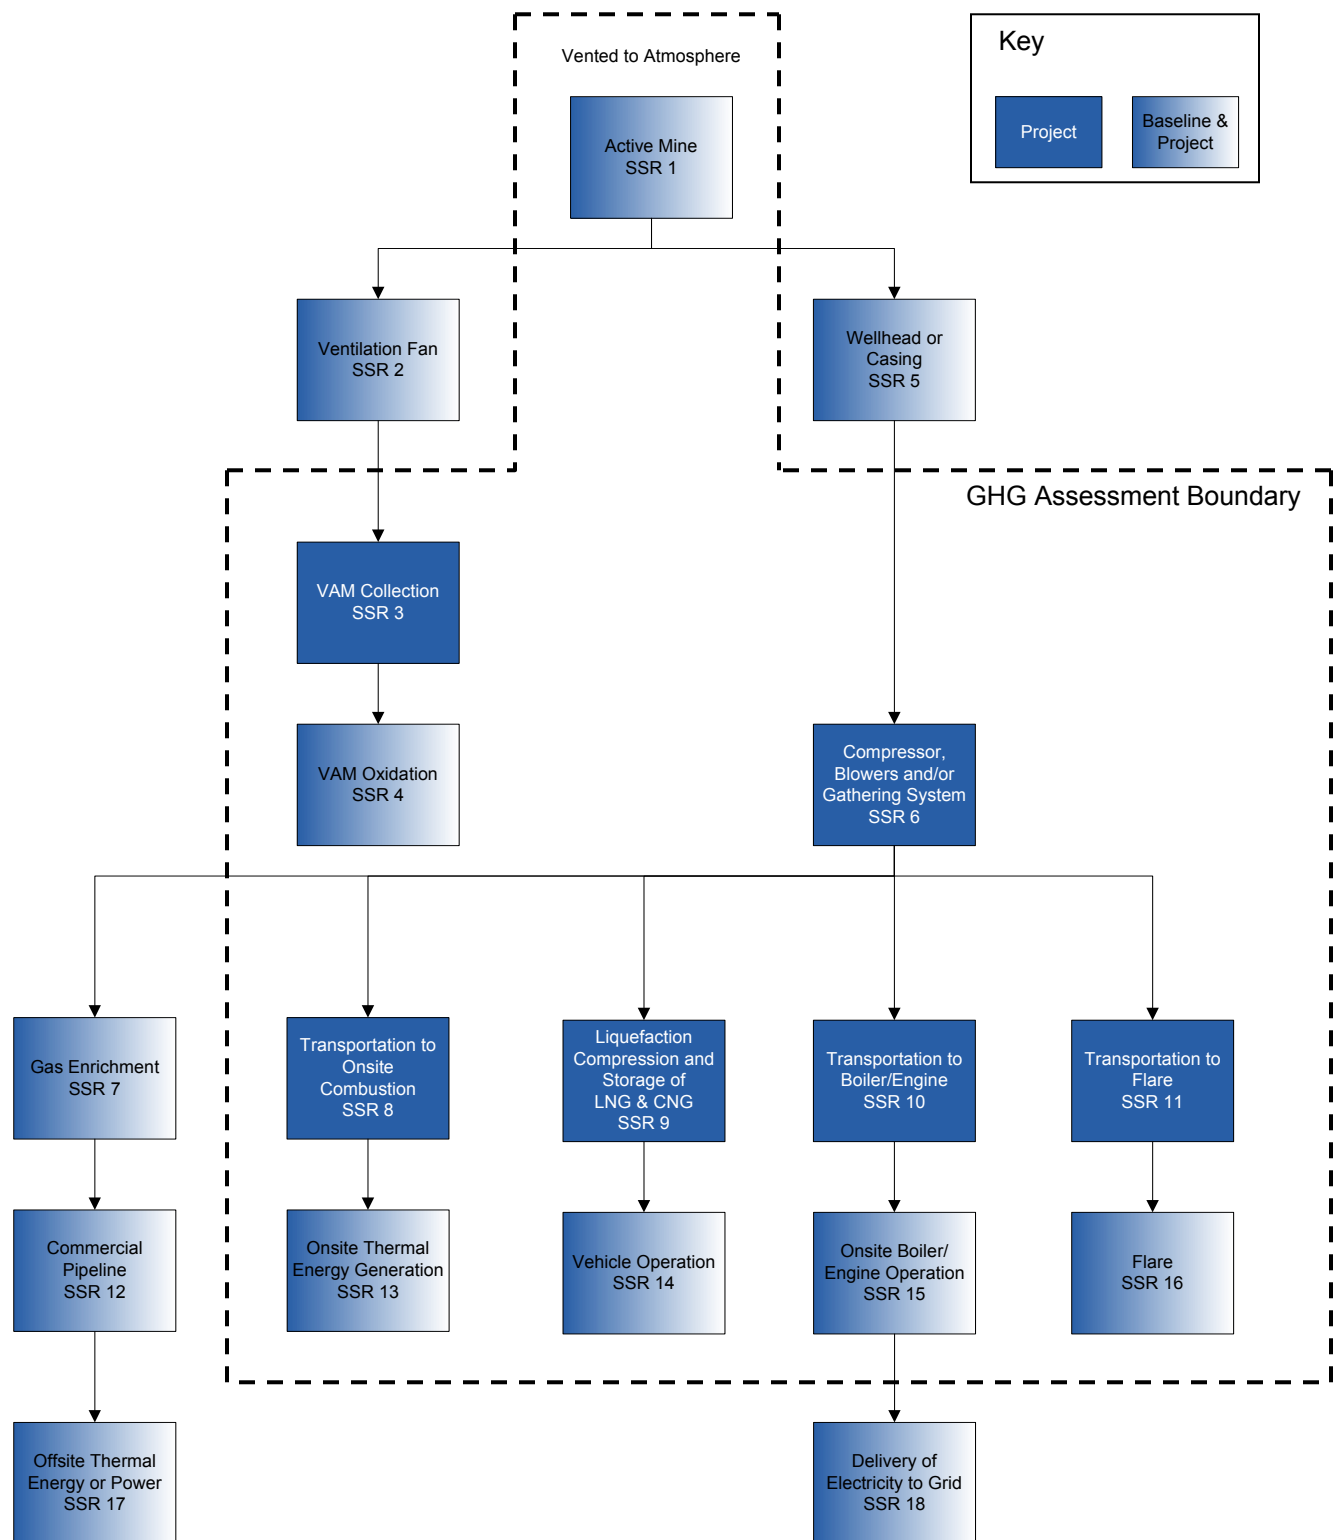 Vented to Atmosphere
Key
Project
Baseline &
Project
Active Mine
SSR 1
Ventilation Fan
SSR 2
Wellhead or
Casing
SSR 5
GHG Assessment Boundary
VAM Collection
SSR 3
VAM Oxidation
SSR 4
Compressor,
Blowers and/or
Gathering System
SSR 6
Gas Enrichment
SSR 7
Transportation to
Onsite
Combustion
SSR 8
Liquefaction
Compression and
Storage of
LNG & CNG
SSR 9
Transportation to
Boiler/Engine
SSR 10
Transportation to
Flare
SSR 11
Commercial
Pipeline
SSR 12
Onsite Thermal
Energy Generation
SSR 13
Vehicle Operation
SSR 14
Onsite Boiler/
Engine Operation
SSR 15
Flare
SSR 16
Offsite Thermal
Energy or Power
SSR 17
Delivery of
Electricity to Grid
SSR 18